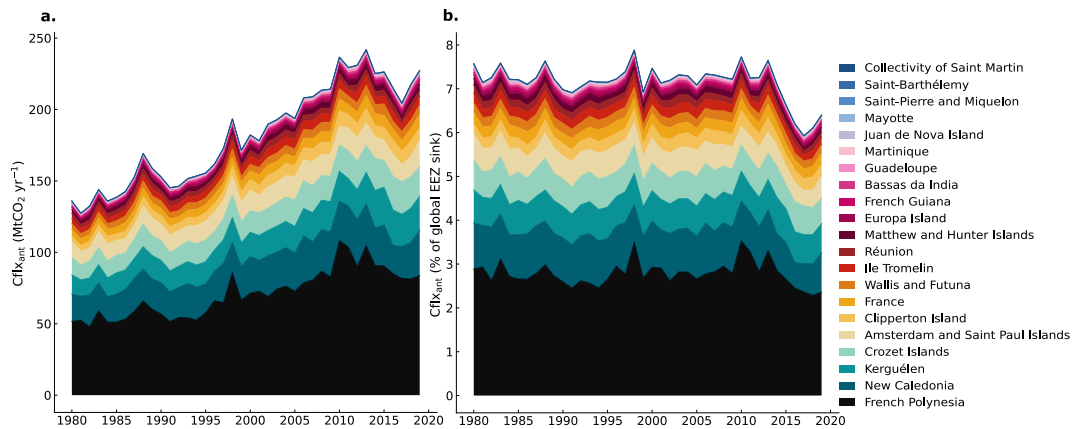 a.
Cflx_ant (MtCO₂ yr⁻¹)
250
200
150
100
50
0
1980 1985 1990 1995 2000 2005 2010 2015 2020
b.
Cflx_ant (% of global EEZ sink)
8
7
6
5
4
3
2
1
0
1980 1985 1990 1995 2000 2005 2010 2015 2020
Collectivity of Saint Martin
Saint-Barthélemy
Saint-Pierre and Miquelon
Mayotte
Juan de Nova Island
Martinique
Guadeloupe
Bassas da India
French Guiana
Europa Island
Matthew and Hunter Islands
Réunion
Ile Tromelin
Wallis and Futuna
France
Clipperton Island
Amsterdam and Saint Paul Islands
Crozet Islands
Kerguélen
New Caledonia
French Polynesia